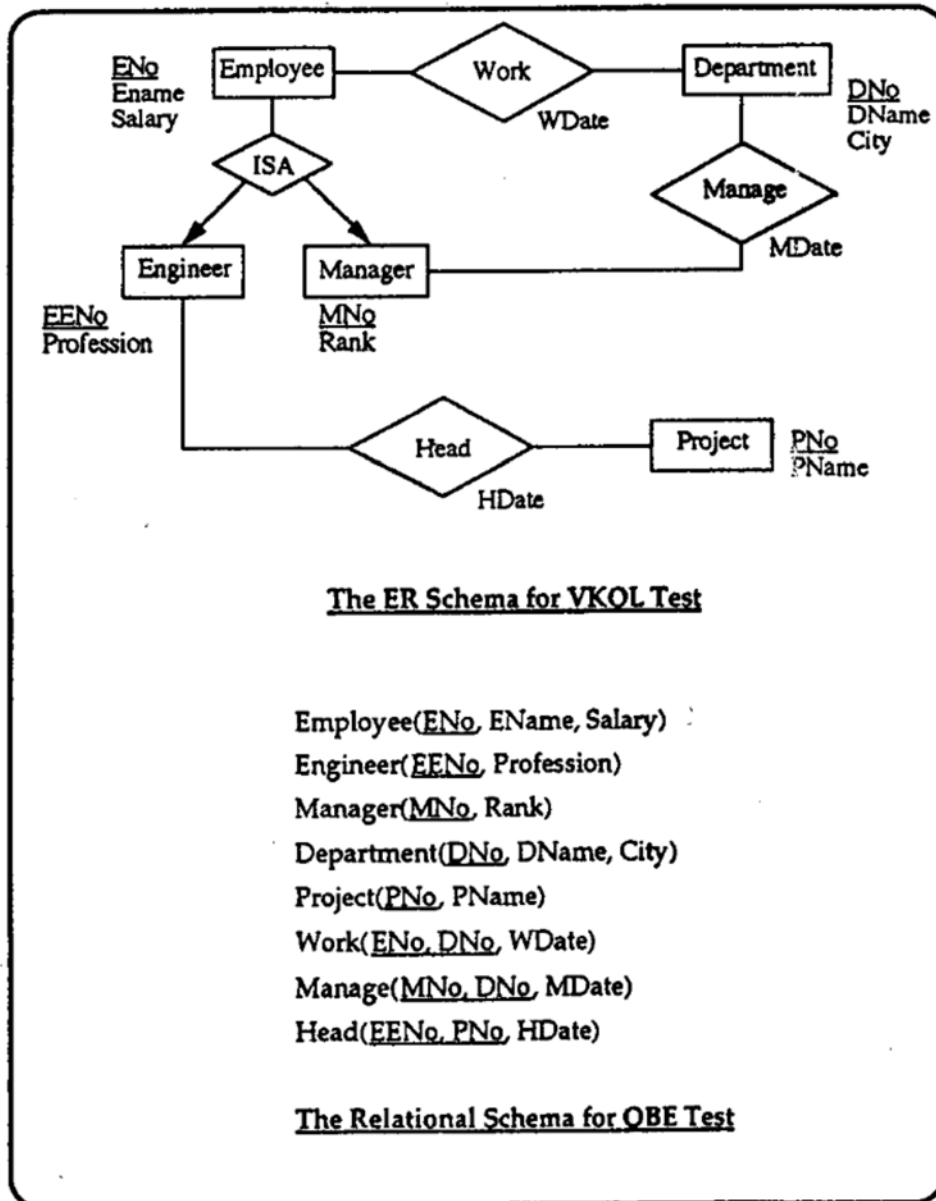 ENo
Ename
Salary
Employee
Work
WDate
Department
DNo
DName
City
ISA
Manage
MDate
Engineer
Manager
EENo
Profession
MNo
Rank
Head
HDate
Project
PNo
PName
The ER Schema for VKQL Test
Employee(ENo, EName, Salary)
Engineer(EENo, Profession)
Manager(MNo, Rank)
Department(DNo, DName, City)
Project(PNo, PName)
Work(ENo, DNo, WDate)
Manage(MNo, DNo, MDate)
Head(EENo, PNo, HDate)
The Relational Schema for QBE Test